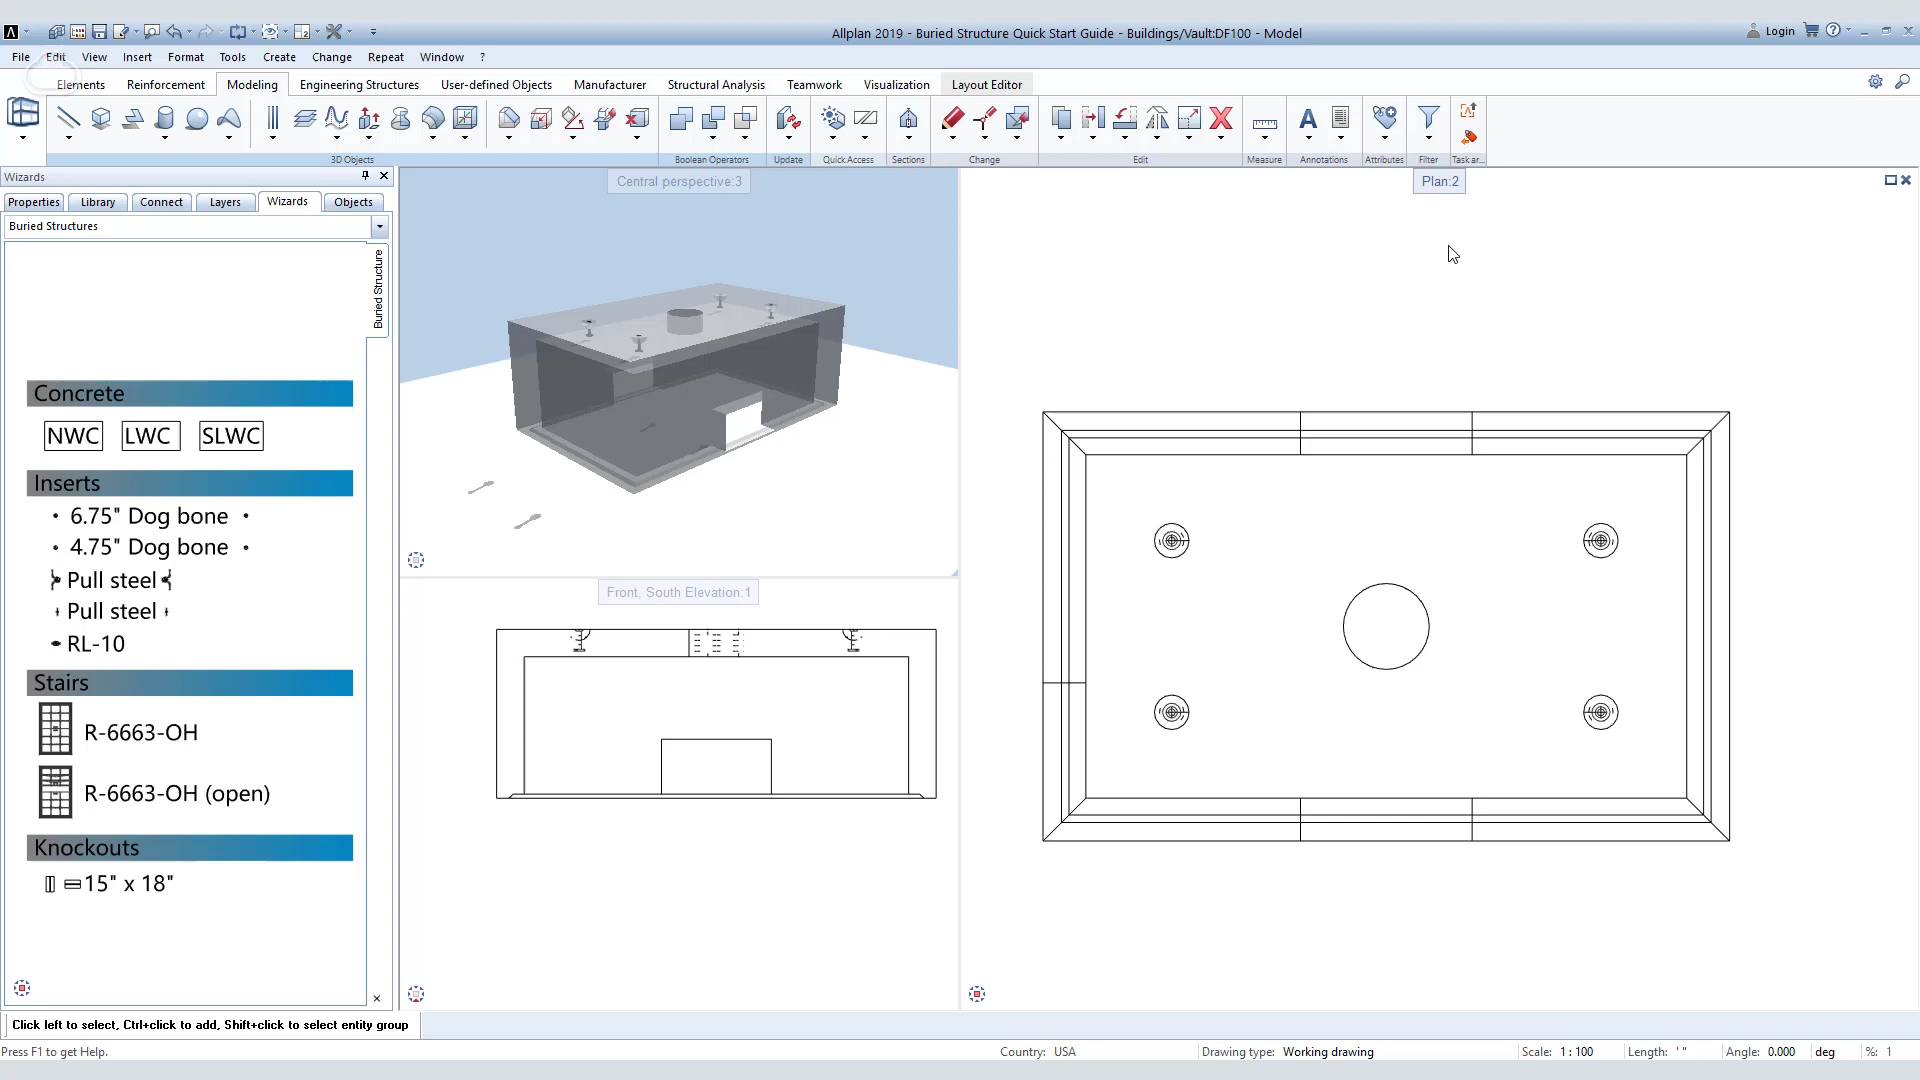 Allplan 2019 - Buried Structure Quick Start Guide - Buildings/Vault:DF100 - Model
Login
File Edit View Insert Format Tools Create Change Repeat Window ?
Elements Reinforcement Modeling Engineering Structures User-defined Objects Manufacturer Structural Analysis Teamwork Visualization Layout Editor
3D Objects Boolean Operators Update Quick Access Sections Change Edit Measure Annotations Attributes Filter Task ar...
Wizards
Properties Library Connect Layers Wizards Objects
Buried Structures
Buried Structure
Concrete
NWC LWC SLWC
Inserts
6.75" Dog bone
4.75" Dog bone
Pull steel
Pull steel
RL-10
Stairs
R-6663-OH
R-6663-OH (open)
Knockouts
15" x 18"
Central perspective:3
Front, South Elevation:1
Plan:2
Click left to select, Ctrl+click to add, Shift+click to select entity group
Press F1 to get Help.
Country: USA
Drawing type: Working drawing
Scale: 1 : 100
Length: ' "
Angle: 0.000 deg
%: 1